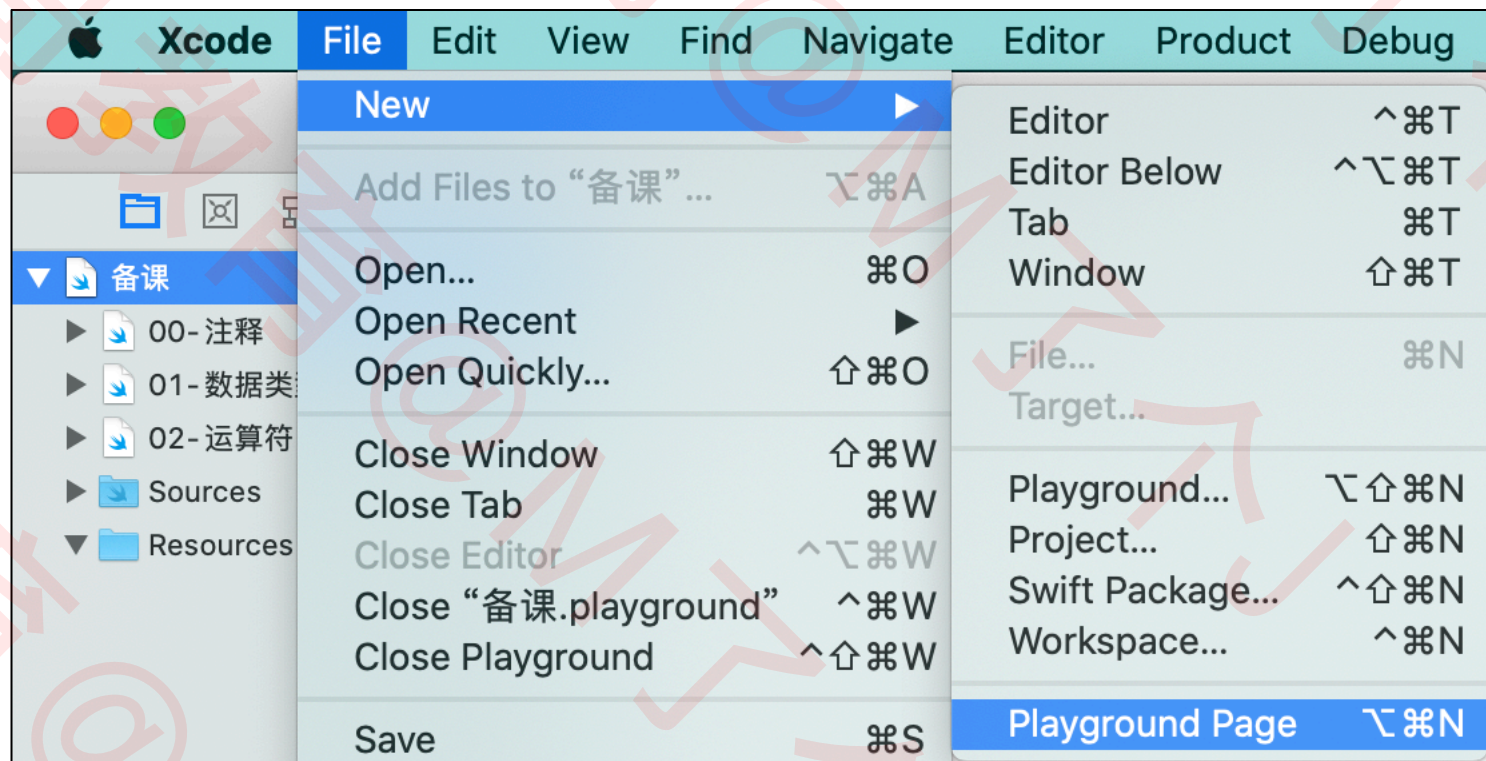 Xcode File Edit View Find Navigate Editor Product Debug
New
Add Files to “备课”... ⌥⌘A
Open... ⌘O
Open Recent
Open Quickly... ⇧⌘O
Close Window ⇧⌘W
Close Tab ⌘W
Close Editor ^⌥⌘W
Close “备课.playground” ^⌘W
Close Playground ^⇧⌘W
Save ⌘S
Editor ^⌘T
Editor Below ^⌥⌘T
Tab ⌘T
Window ⇧⌘T
File... ⌘N
Target...
Playground... ⌥⇧⌘N
Project... ⇧⌘N
Swift Package... ^⇧⌘N
Workspace... ^⌘N
Playground Page ⌥⌘N
备课
00-注释
01-数据类
02-运算符
Sources
Resources